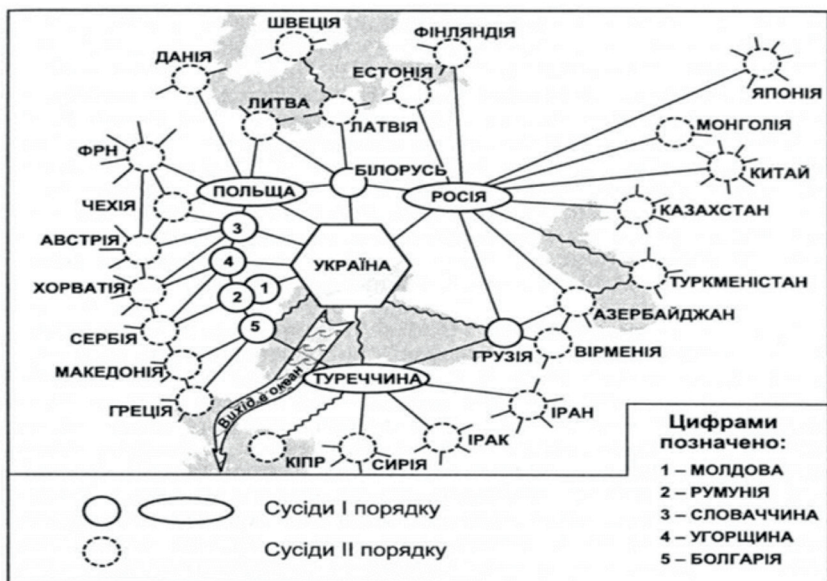 ШВЕЦІЯ
ФІНЛЯНДІЯ
ДАНІЯ
ЕСТОНІЯ
ЯПОНІЯ
ЛИТВА
ЛАТВІЯ
МОНГОЛІЯ
ФРН
БІЛОРУСЬ
КИТАЙ
ПОЛЬЩА
РОСІЯ
ЧЕХІЯ
КАЗАХСТАН
3
АВСТРІЯ
4
УКРАЇНА
ТУРКМЕНІСТАН
ХОРВАТІЯ
1
2
АЗЕРБАЙДЖАН
СЕРБІЯ
5
ГРУЗІЯ
ВІРМЕНІЯ
МАКЕДОНІЯ
ТУРЕЧЧИНА
ГРЕЦІЯ
Вихід в океан
ІРАН
ІРАК
КІПР
СИРІЯ
Цифрами
позначено:
1 – МОЛДОВА
2 – РУМУНІЯ
3 – СЛОВАЧЧИНА
4 – УГОРЩИНА
5 – БОЛГАРІЯ
Сусіди І порядку
Сусіди ІІ порядку